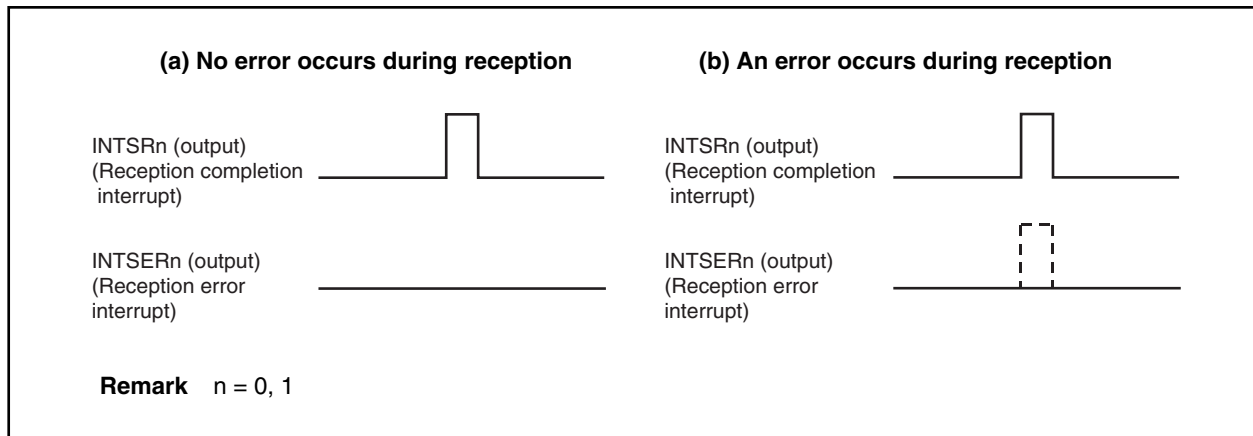 (a) No error occurs during reception
INTSRn (output)
(Reception completion
interrupt)
INTSERn (output)
(Reception error
interrupt)
(b) An error occurs during reception
INTSRn (output)
(Reception completion
interrupt)
INTSERn (output)
(Reception error
interrupt)
Remark n = 0, 1